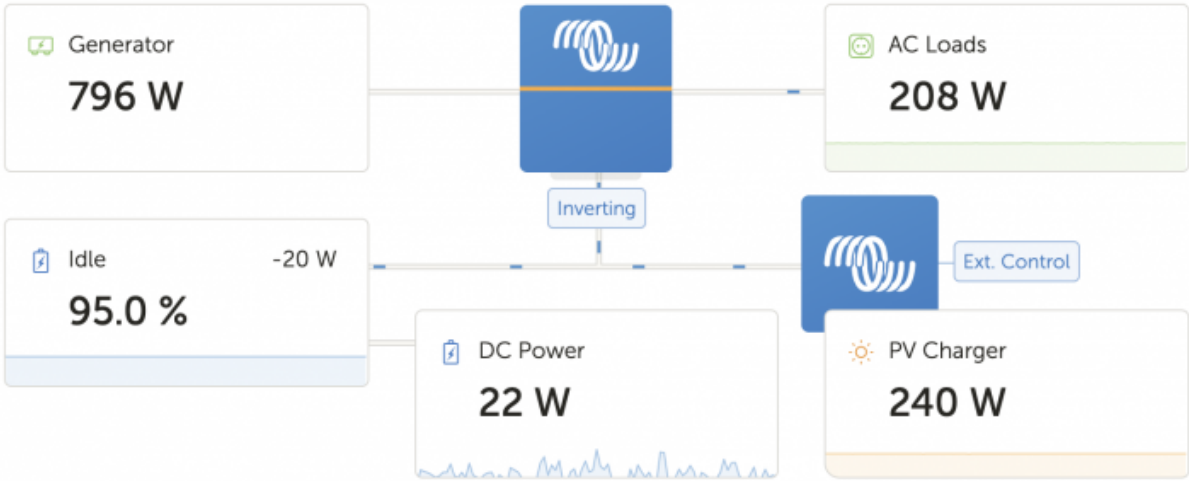 Generator
796 W
AC Loads
208 W
Inverting
Idle
-20 W
95.0 %
Ext. Control
DC Power
22 W
PV Charger
240 W